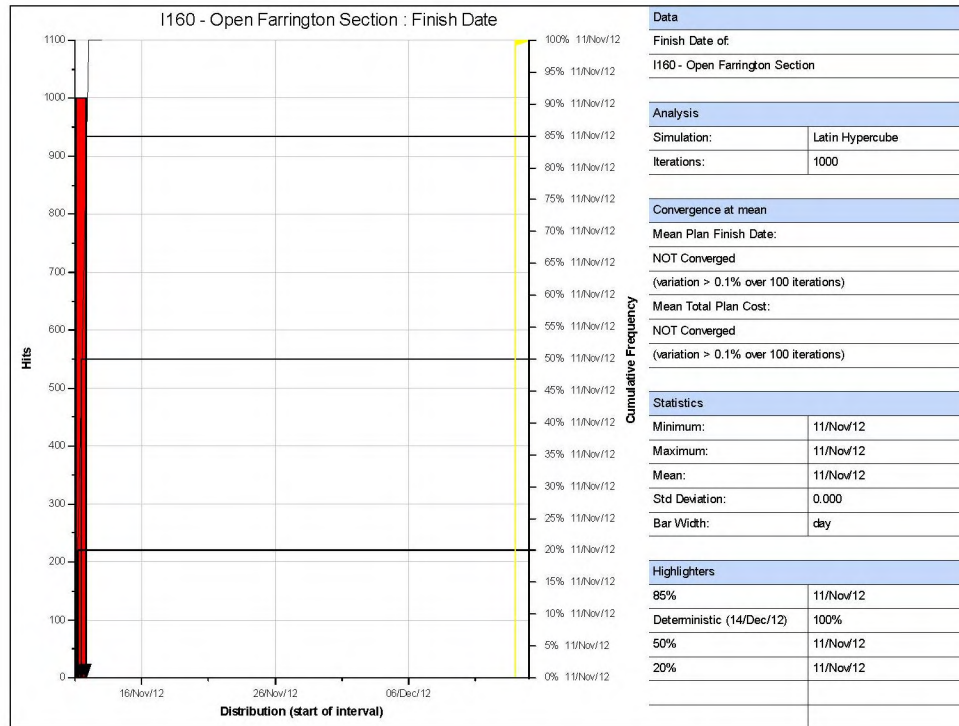 I160 - Open Farrington Section : Finish Date
1100
1000
900
800
700
600
500
400
300
200
100
0
Hits
16/Nov/12
26/Nov/12
06/Dec/12
Distribution (start of interval)
100% 11/Nov/12
95% 11/Nov/12
90% 11/Nov/12
85% 11/Nov/12
80% 11/Nov/12
75% 11/Nov/12
70% 11/Nov/12
65% 11/Nov/12
60% 11/Nov/12
55% 11/Nov/12
50% 11/Nov/12
45% 11/Nov/12
40% 11/Nov/12
35% 11/Nov/12
30% 11/Nov/12
25% 11/Nov/12
20% 11/Nov/12
15% 11/Nov/12
10% 11/Nov/12
5% 11/Nov/12
0% 11/Nov/12
Cumulative Frequency
Data
Finish Date of:
I160 - Open Farrington Section
Analysis
Simulation: Latin Hypercube
Iterations: 1000
Convergence at mean
Mean Plan Finish Date:
NOT Converged
(variation > 0.1% over 100 iterations)
Mean Total Plan Cost:
NOT Converged
(variation > 0.1% over 100 iterations)
Statistics
Minimum: 11/Nov/12
Maximum: 11/Nov/12
Mean: 11/Nov/12
Std Deviation: 0.000
Bar Width: day
Highlighters
85% 11/Nov/12
Deterministic (14/Dec/12) 100%
50% 11/Nov/12
20% 11/Nov/12